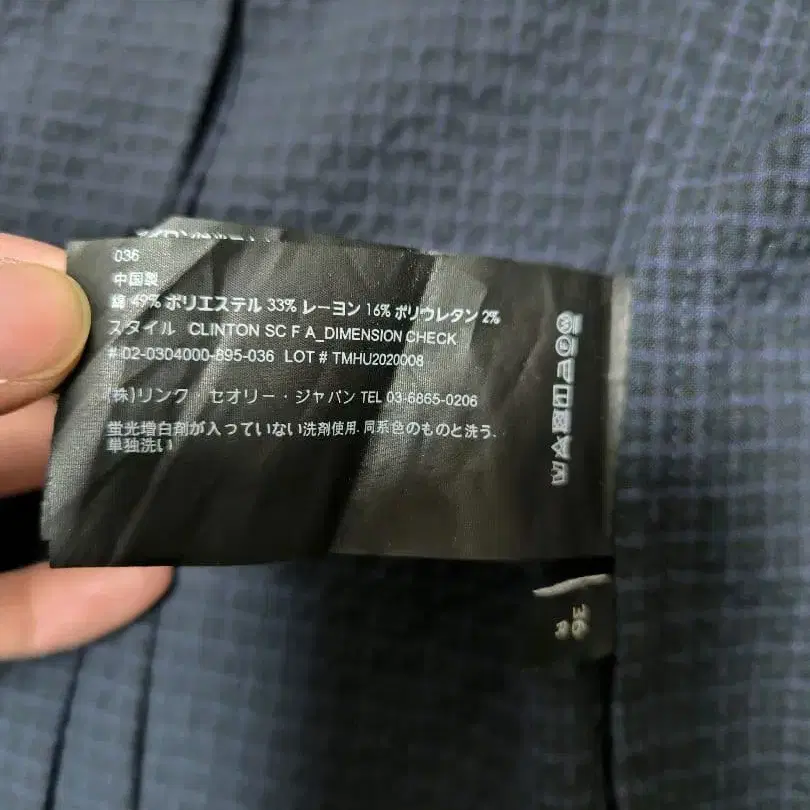 036
中国製
綿 49% ポリエステル 33% レーヨン 16% ポリウレタン 2%
スタイル CLINTON SC F A_DIMENSION CHECK
# 02-0304000-895-036 LOT # TMHU2020008
(株)リンク・セオリー・ジャパン TEL 03-6865-0206
蛍光増白剤が入っていない洗剤使用. 同系色のものと洗う.
単独洗い
36